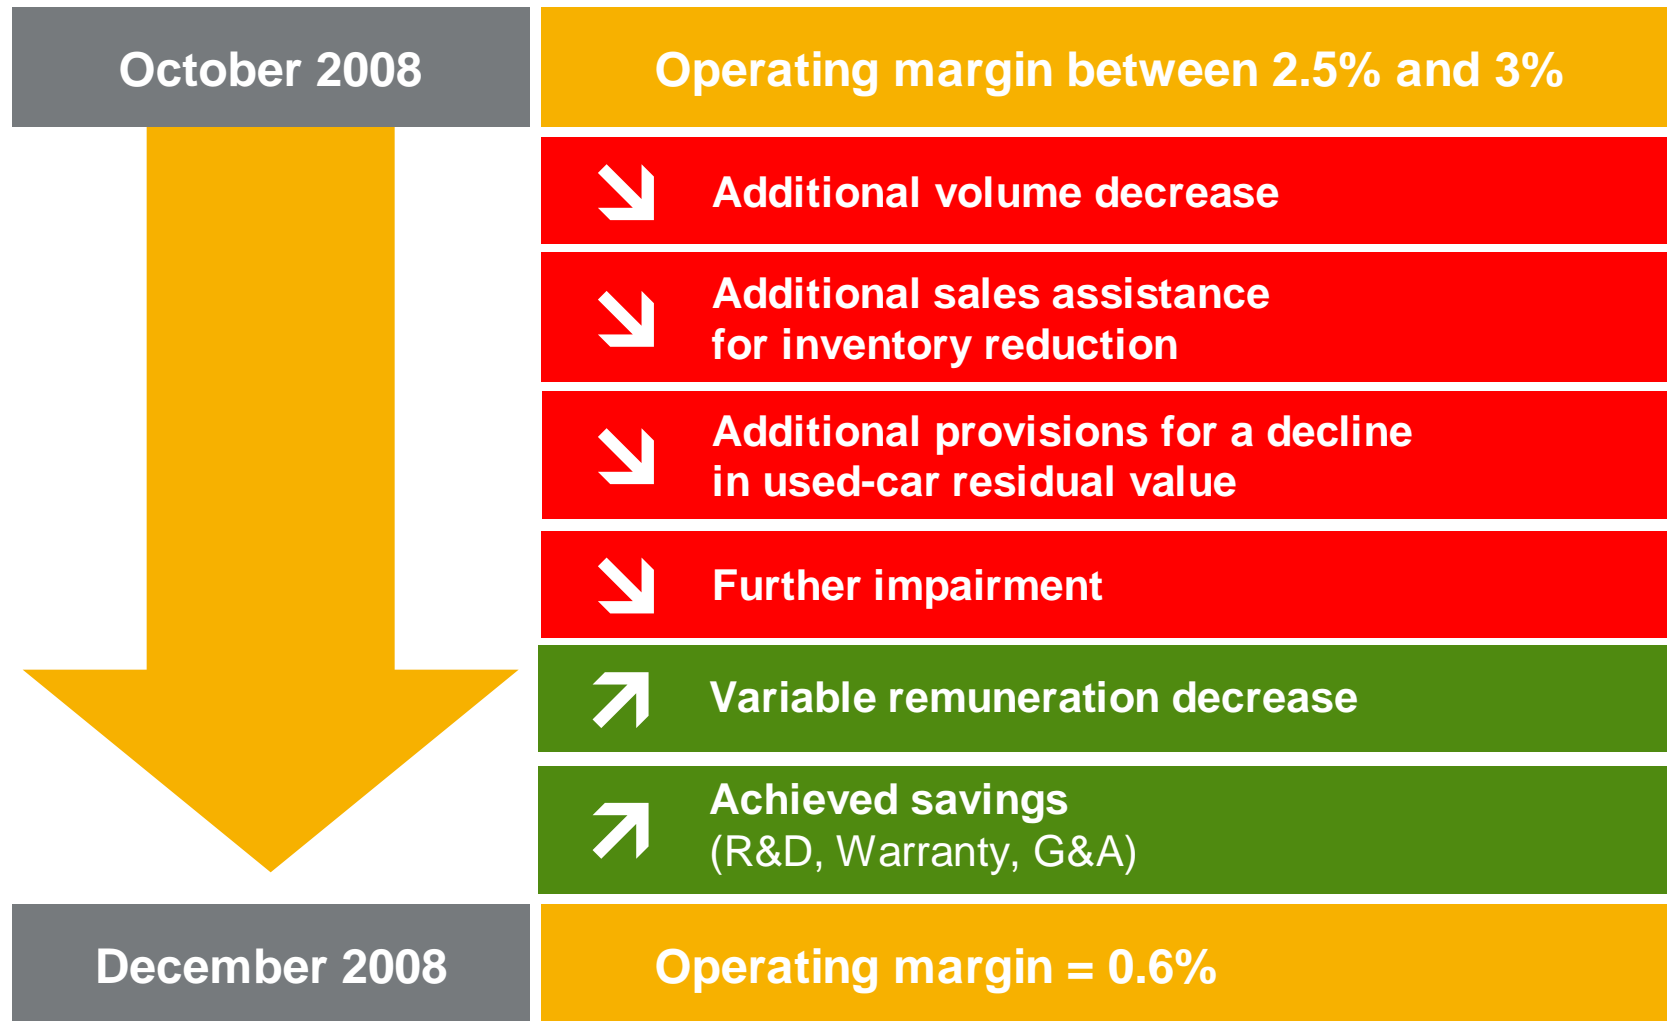 October 2008
Operating margin between 2.5% and 3%
Additional volume decrease
Additional sales assistance
for inventory reduction
Additional provisions for a decline
in used-car residual value
Further impairment
Variable remuneration decrease
Achieved savings
(R&D, Warranty, G&A)
December 2008
Operating margin = 0.6%